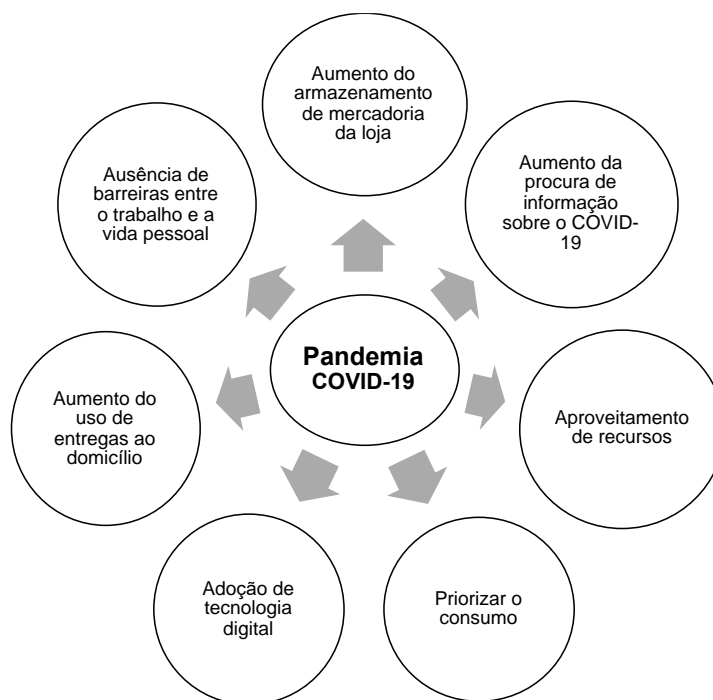 Aumento do
armazenamento
de mercadoria
da loja
Aumento da
procura de
informação
sobre o COVID-
19
Aproveitamento
de recursos
Priorizar o
consumo
Adoção de
tecnologia
digital
Aumento do
uso de
entregas ao
domicílio
Ausência de
barreiras entre
o trabalho e a
vida pessoal
Pandemia
COVID-19